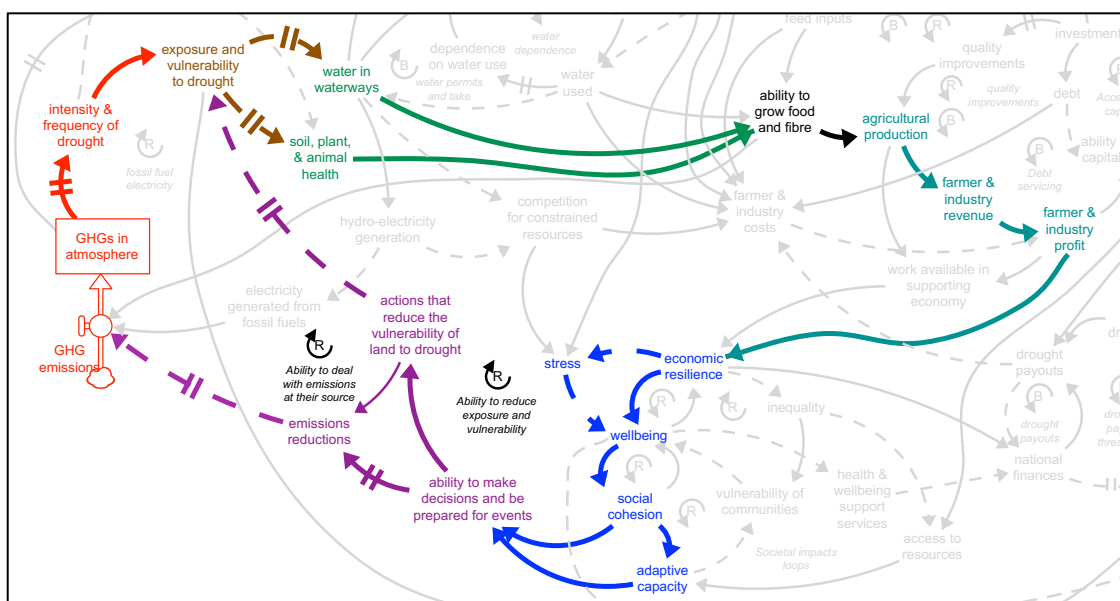 feed inputs
exposure and
vulnerability
to drought
dependence
on water use
water
dependence
investment
quality
improvements
water in
waterways
water permits
and take
water
used
quality
improvements
debt
intensity &
frequency of
drought
ability to
grow food
and fibre
agricultural
production
soil, plant,
& animal
health
fossil fuel
electricity
ability
capital
Debt
servicing
farmer &
industry
revenue
farmer &
industry
costs
farmer &
industry
profit
hydro-electricity
generation
competition
for constrained
resources
GHGs in
atmosphere
work available in
supporting
economy
electricity
generated from
fossil fuels
actions that
reduce the
vulnerability of
land to drought
GHG
emissions
R
Ability to deal
with emissions
at their source
R
Ability to reduce
exposure and
vulnerability
stress
economic
resilience
drought
payouts
inequality
emissions
reductions
wellbeing
drought
payouts
national
finances
ability to make
decisions and be
prepared for events
social
cohesion
vulnerability of
communities
health &
wellbeing
support
services
access to
resources
Societal impacts
loops
adaptive
capacity